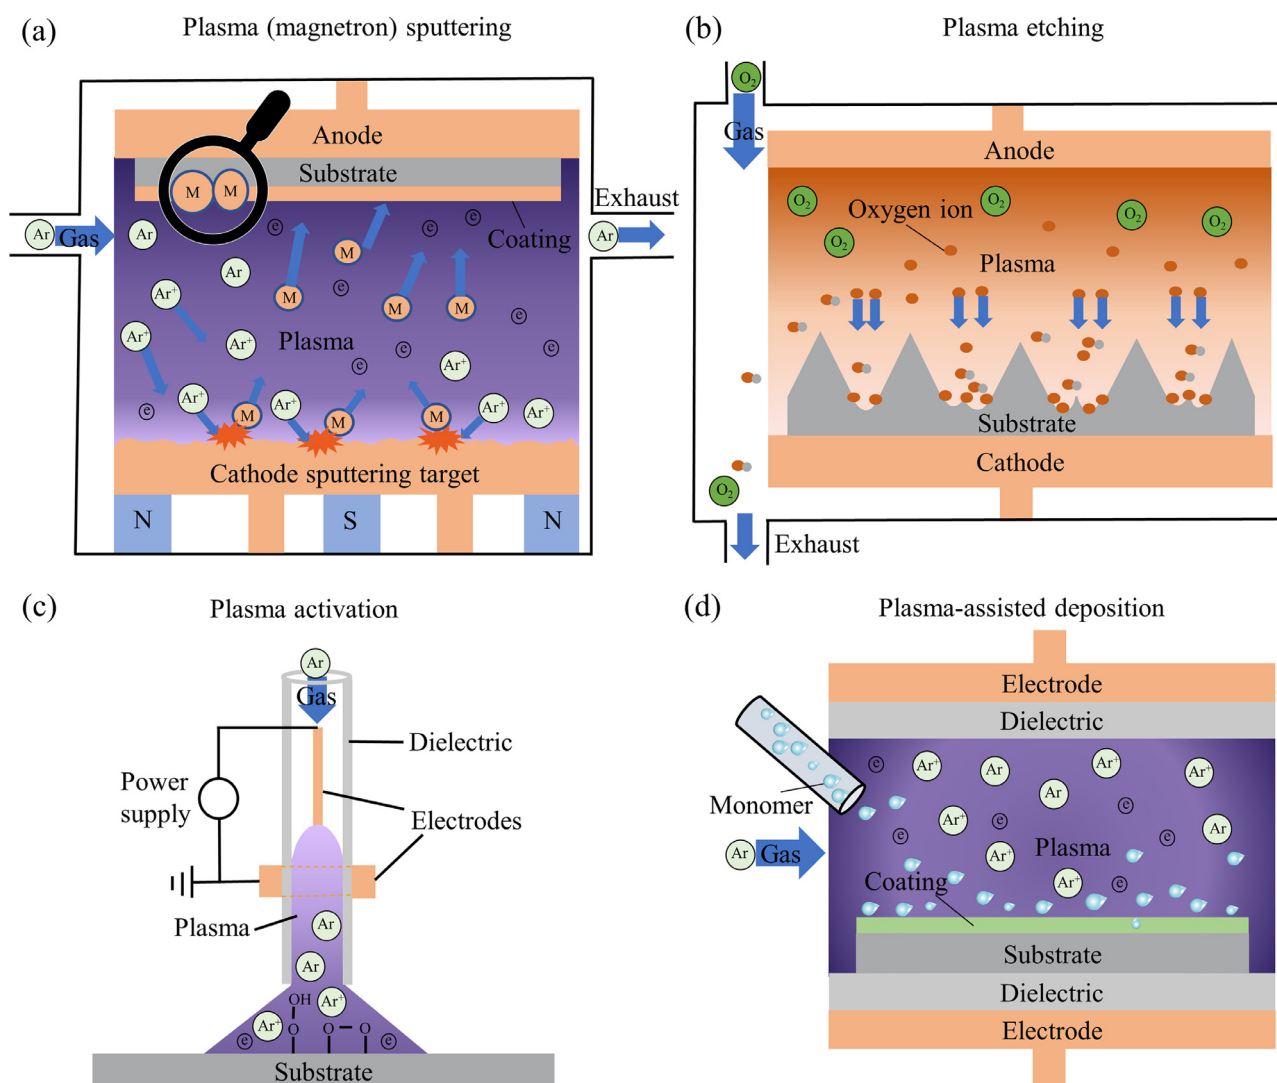 (a)
Plasma (magnetron) sputtering
Anode
Substrate
M M
Exhaust
Ar Gas
Ar
e
e
e
Coating
Ar
M
Ar
Ar⁺
M
e
M
M
e
Ar⁺
Ar⁺
Plasma
e
e
e
Ar
Ar⁺
Ar⁺
Ar⁺
Ar⁺
e
M
M
M
Cathode sputtering target
N
S
N
(b)
Plasma etching
O₂
Gas
Anode
O₂
O₂
O₂
O₂
Oxygen ion
O₂
Plasma
Substrate
Cathode
O₂
Exhaust
(c)
Plasma activation
Ar
Gas
Dielectric
Power
supply
Electrodes
Plasma
Ar
Ar
OH
Ar⁺
Ar⁺
O
O
O
e
e
Substrate
(d)
Plasma-assisted deposition
Electrode
Dielectric
e
Ar⁺
Ar
Ar⁺
Ar⁺
Monomer
Ar
e
Ar⁺
e
Ar
e
e
Ar
Gas
Ar⁺
Plasma
Coating
Ar⁺
e
Substrate
Dielectric
Electrode